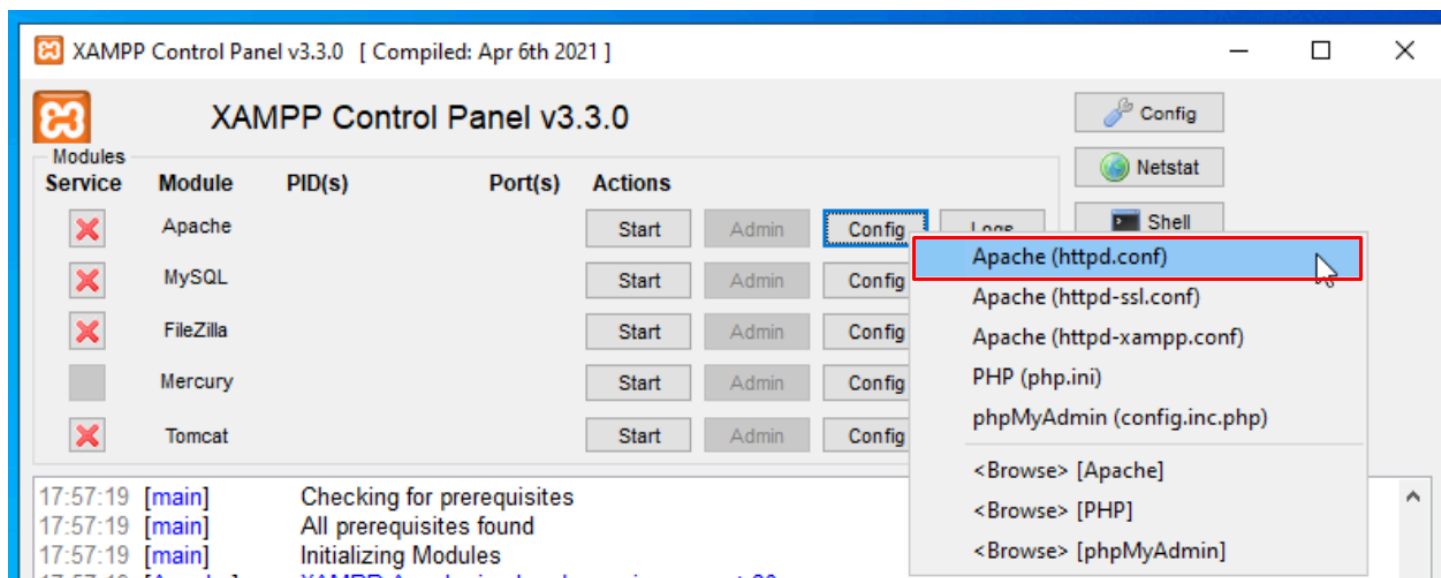 XAMPP Control Panel v3.3.0 [ Compiled: Apr 6th 2021 ]
XAMPP Control Panel v3.3.0
Config
Modules
Netstat
Service Module PID(s) Port(s) Actions
Apache Start Admin Config Logs Shell
Apache (httpd.conf)
MySQL Start Admin Config
Apache (httpd-ssl.conf)
FileZilla Start Admin Config
Apache (httpd-xampp.conf)
Mercury Start Admin Config
PHP (php.ini)
phpMyAdmin (config.inc.php)
Tomcat Start Admin Config
<Browse> [Apache]
<Browse> [PHP]
<Browse> [phpMyAdmin]
17:57:19 [main] Checking for prerequisites
17:57:19 [main] All prerequisites found
17:57:19 [main] Initializing Modules